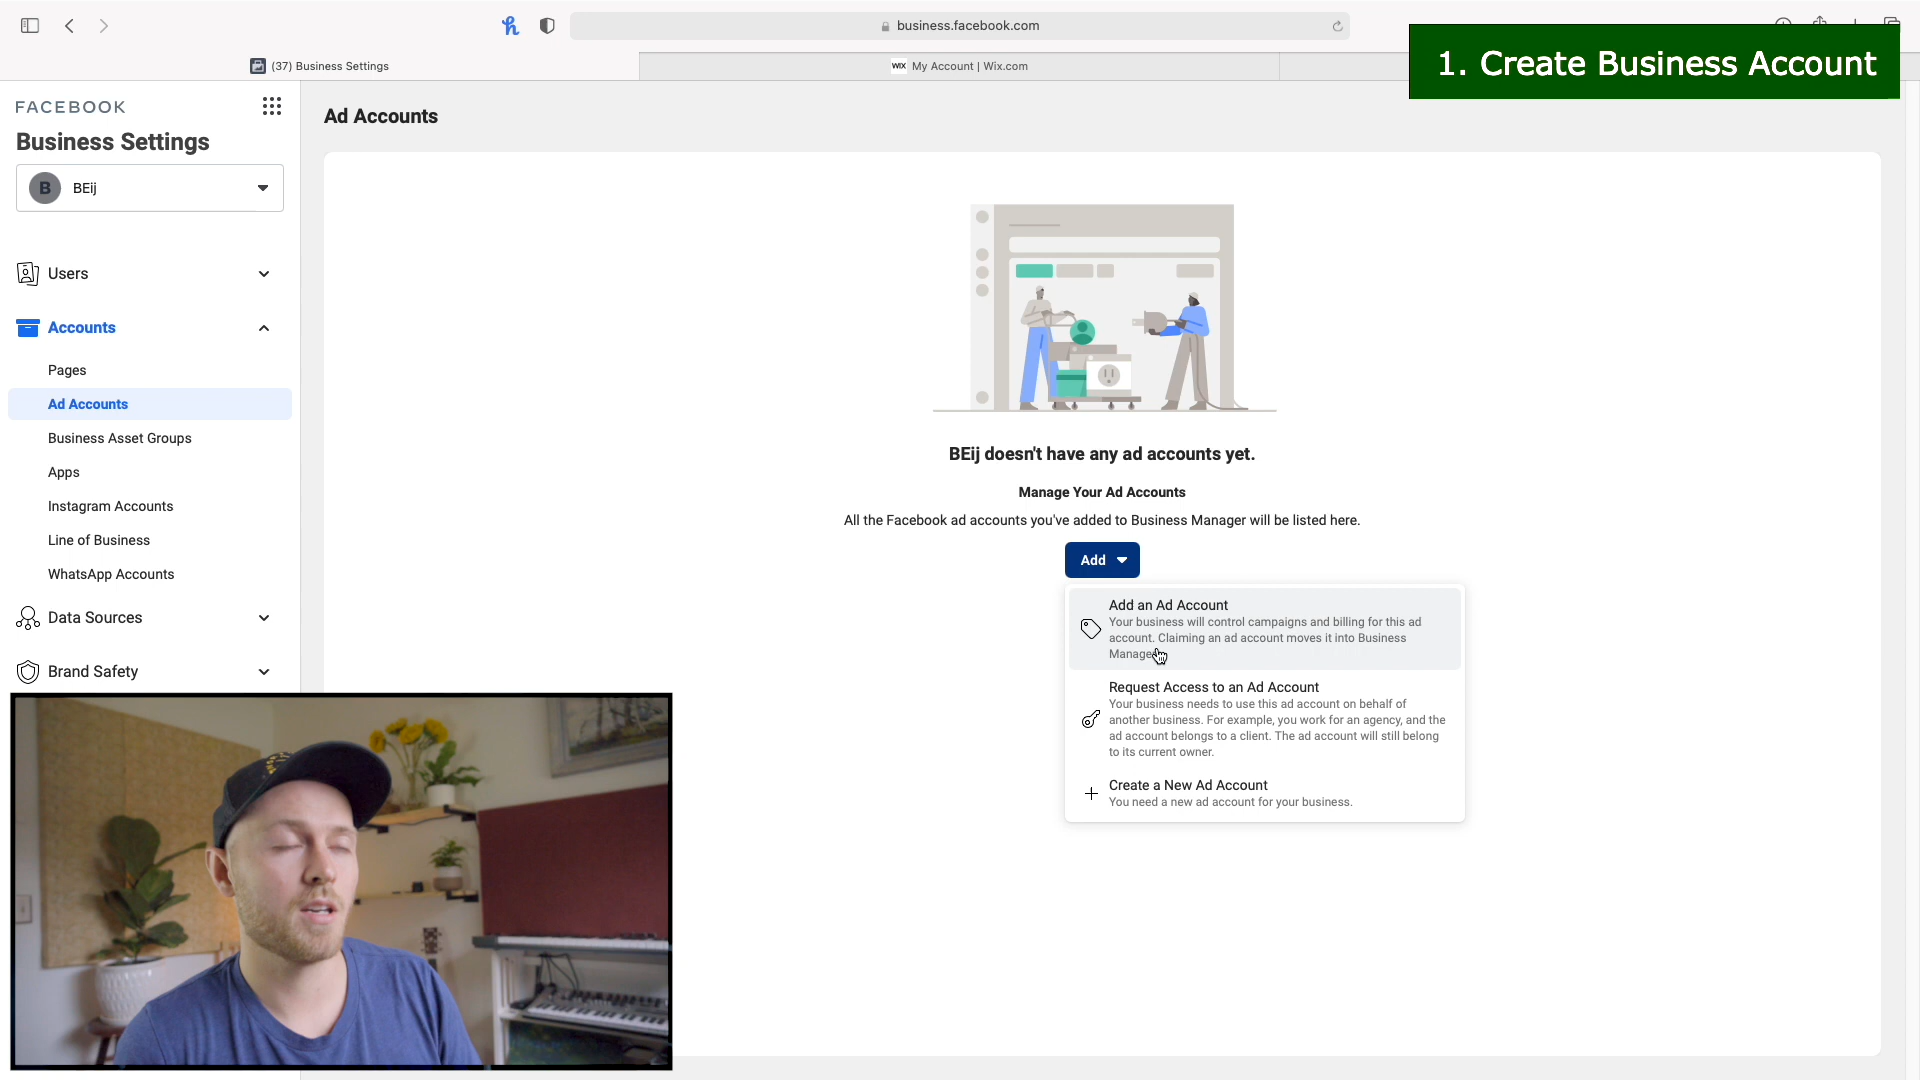 business.facebook.com
(37) Business Settings
WIX My Account | Wix.com
1. Create Business Account
FACEBOOK
Business Settings
B BEij
Users
Accounts
Pages
Ad Accounts
Business Asset Groups
Apps
Instagram Accounts
Line of Business
WhatsApp Accounts
Data Sources
Brand Safety
Ad Accounts
BEij doesn't have any ad accounts yet.
Manage Your Ad Accounts
All the Facebook ad accounts you've added to Business Manager will be listed here.
Add
Add an Ad Account
Your business will control campaigns and billing for this ad
account. Claiming an ad account moves it into Business
Request Access to an Ad Account
Your business needs to use this ad account on behalf of
another business. For example, you work for an agency, and the
ad account belongs to a client. The ad account will still belong
to its current owner.
Create a New Ad Account
You need a new ad account for your business.